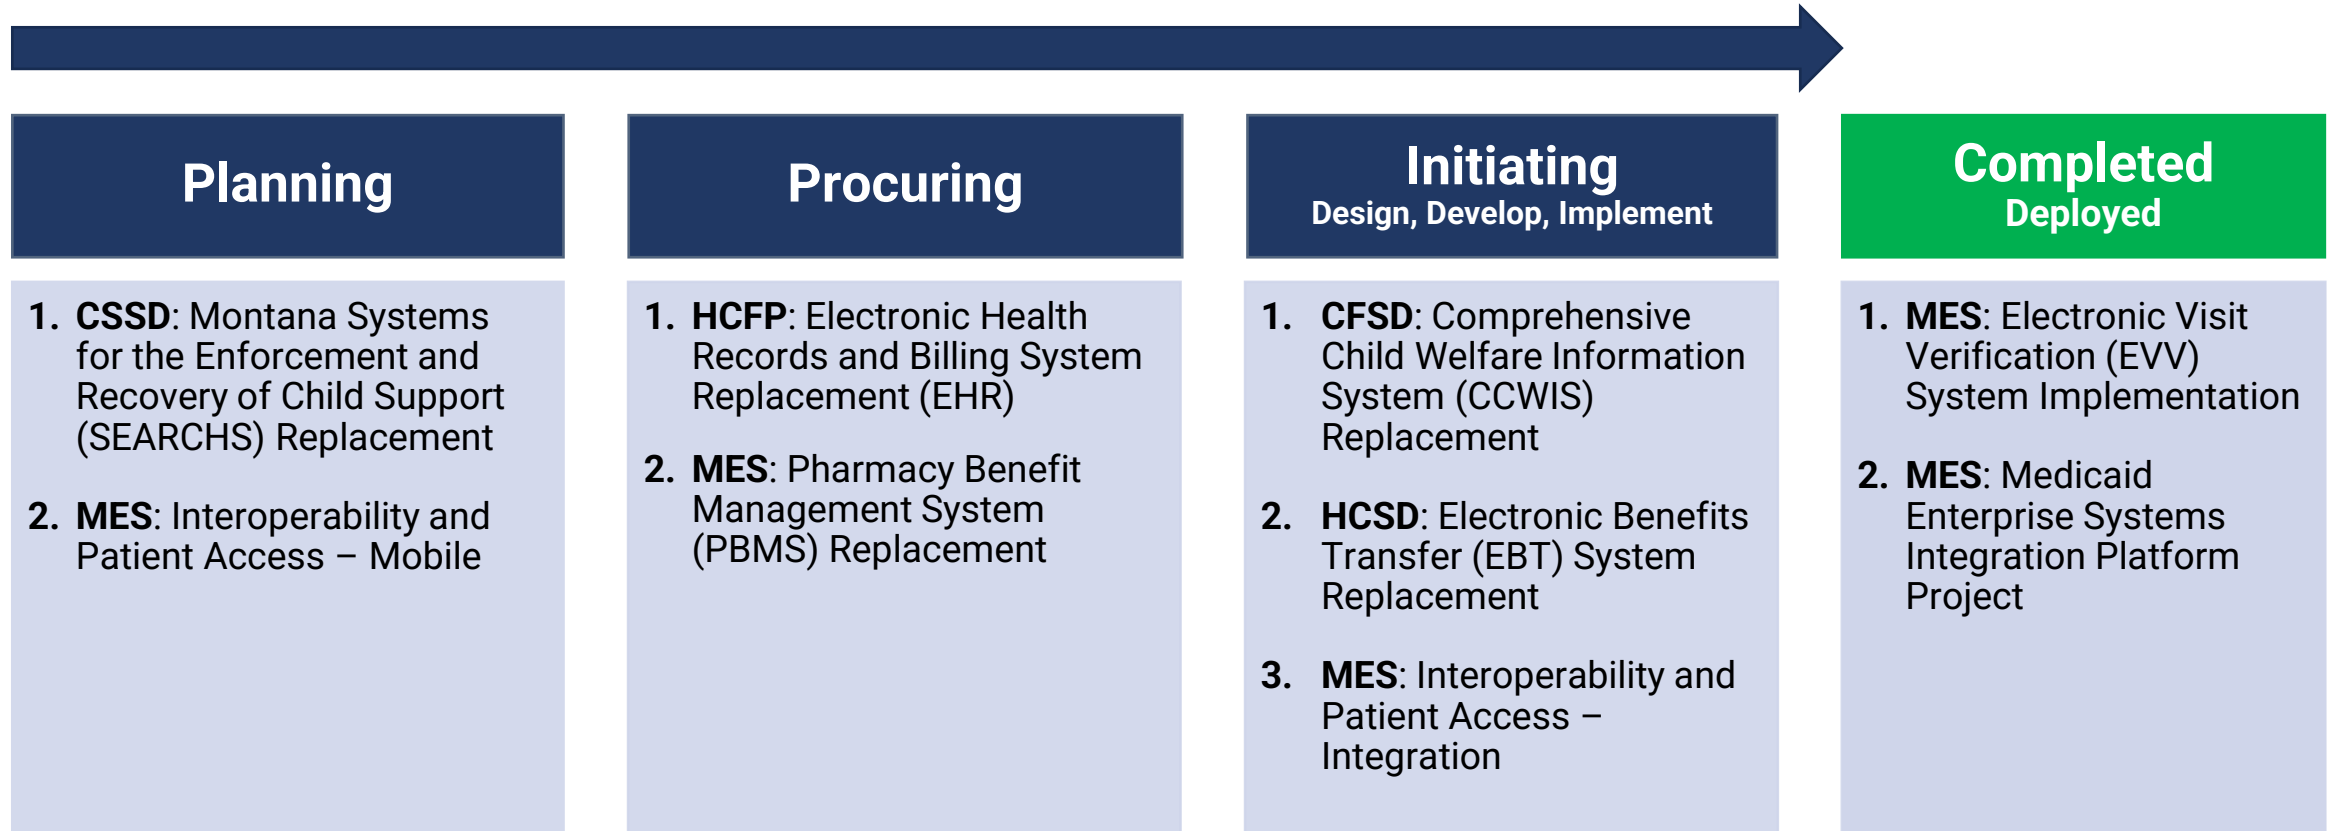 Planning
1. CSSD: Montana Systems
for the Enforcement and
Recovery of Child Support
(SEARCHS) Replacement
2. MES: Interoperability and
Patient Access – Mobile
Procuring
1. HCFP: Electronic Health
Records and Billing System
Replacement (EHR)
2. MES: Pharmacy Benefit
Management System
(PBMS) Replacement
Initiating
Design, Develop, Implement
1. CFSD: Comprehensive
Child Welfare Information
System (CCWIS)
Replacement
2. HCSD: Electronic Benefits
Transfer (EBT) System
Replacement
3. MES: Interoperability and
Patient Access –
Integration
Completed
Deployed
1. MES: Electronic Visit
Verification (EVV)
System Implementation
2. MES: Medicaid
Enterprise Systems
Integration Platform
Project